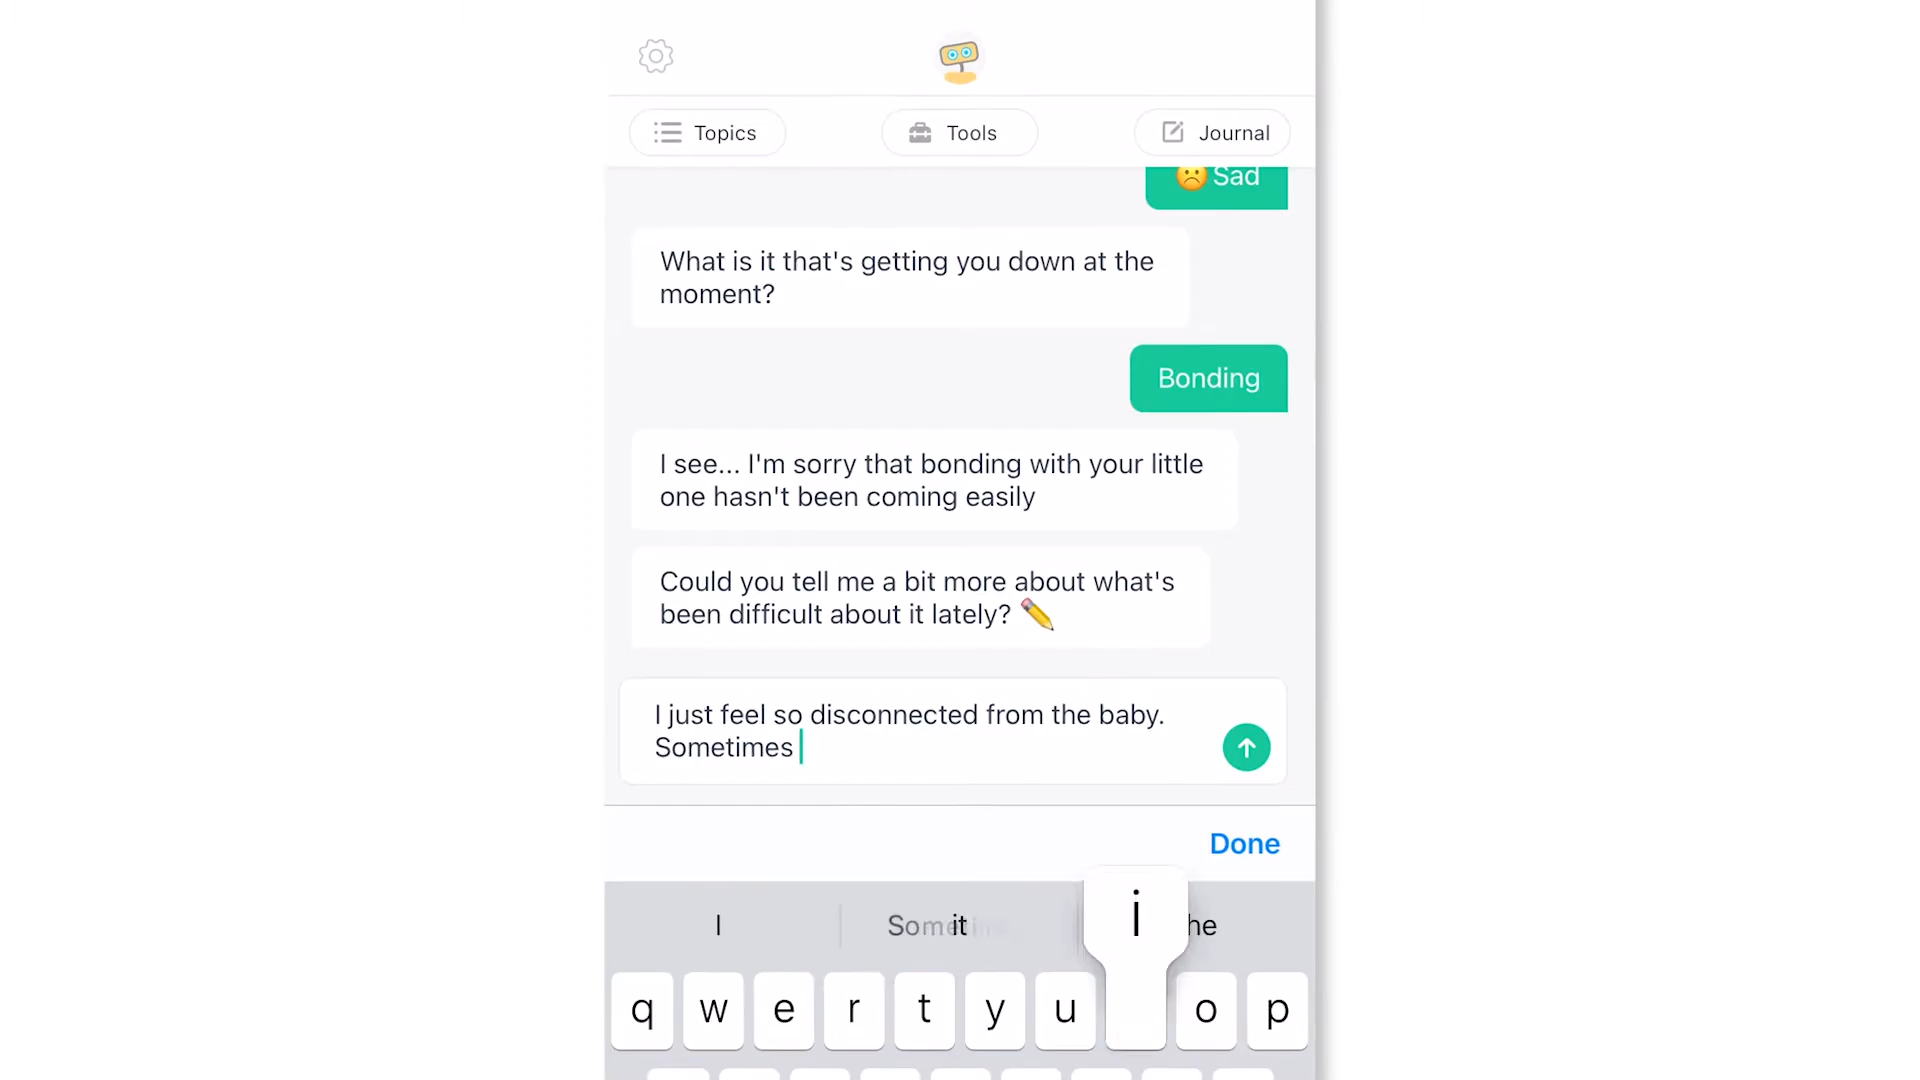 Topics
Tools
Journal
Sad
What is it that's getting you down at the
moment?
Bonding
I see... I'm sorry that bonding with your little
one hasn't been coming easily
Could you tell me a bit more about what's
been difficult about it lately?
I just feel so disconnected from the baby.
Sometimes
Done
I
it
he
i
q w e r t y u o p